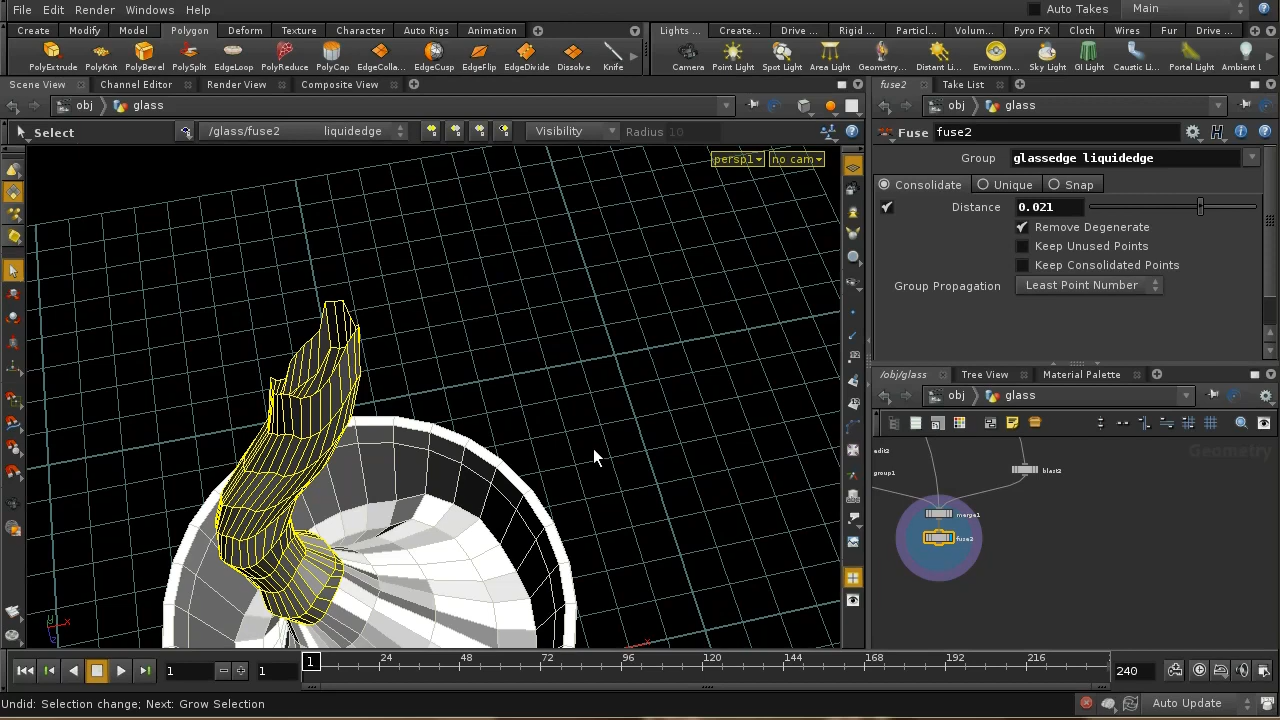 File Edit Render Windows Help
Auto Takes Main
Create Modify Model Polygon Deform Texture Character Auto Rigs Animation
Lights ... Create... Drive ... Rigid ... Particl... Volum... Pyro FX Cloth Wires Fur Drive ...
PolyExtrude PolyKnit PolyBevel PolySplit EdgeLoop PolyReduce PolyCap EdgeColla... EdgeCusp EdgeFlip EdgeDivide Dissolve Knife
Camera Point Light Spot Light Area Light Geometry... Distant Li... Environm... Sky Light GI Light Caustic Li... Portal Light Ambient L
Scene View Channel Editor Render View Composite View
fuse2 Take List
obj glass
obj glass
Select /glass/fuse2 liquidedge Visibility Radius 10
Fuse fuse2
persp1 no cam
Group glassedge liquidedge
Consolidate Unique Snap
Distance 0.021
Remove Degenerate
Keep Unused Points
Keep Consolidated Points
Group Propagation Least Point Number
/obj/glass Tree View Material Palette
obj glass
Geometry
edit2
group1
blast2
merge1
fuse2
1 1 1 24 48 72 96 120 144 168 192 216 240
Undid: Selection change; Next: Grow Selection
Auto Update